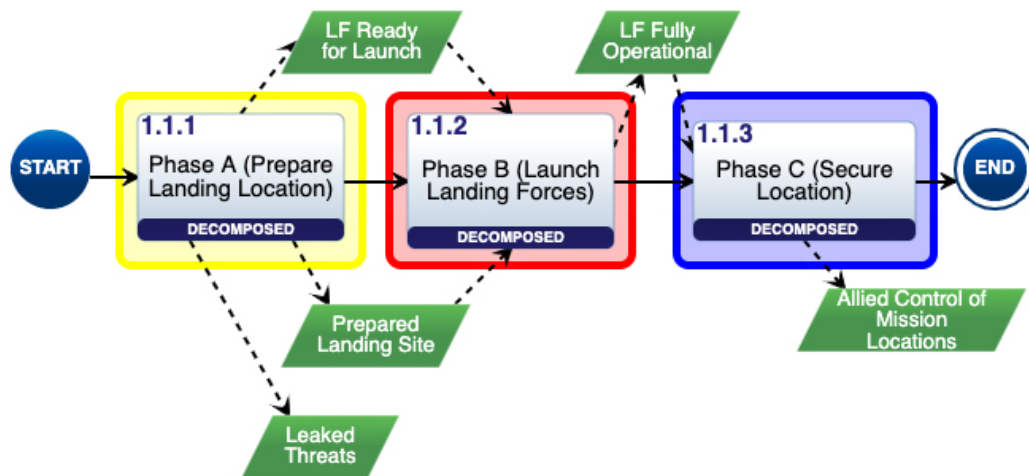 LF Ready
for Launch
LF Fully
Operational
START
1.1.1
Phase A (Prepare
Landing Location)
DECOMPOSED
1.1.2
Phase B (Launch
Landing Forces)
DECOMPOSED
1.1.3
Phase C (Secure
Location)
DECOMPOSED
END
Prepared
Landing Site
Allied Control of
Mission
Locations
Leaked
Threats